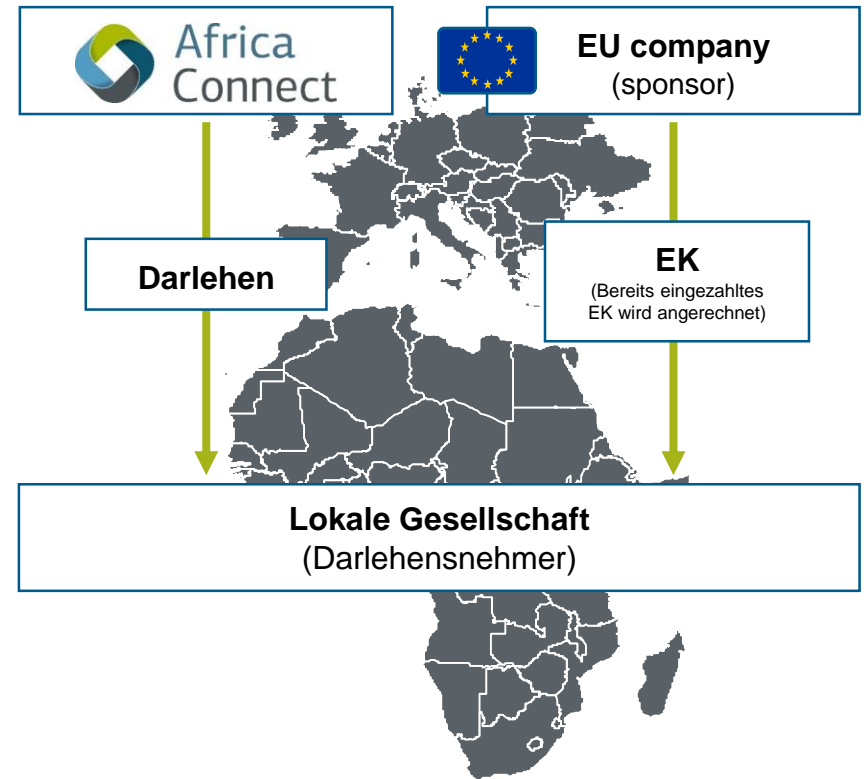 Africa
Connect
EU company
(sponsor)
Darlehen
EK
(Bereits eingezahltes
EK wird angerechnet)
Lokale Gesellschaft
(Darlehensnehmer)